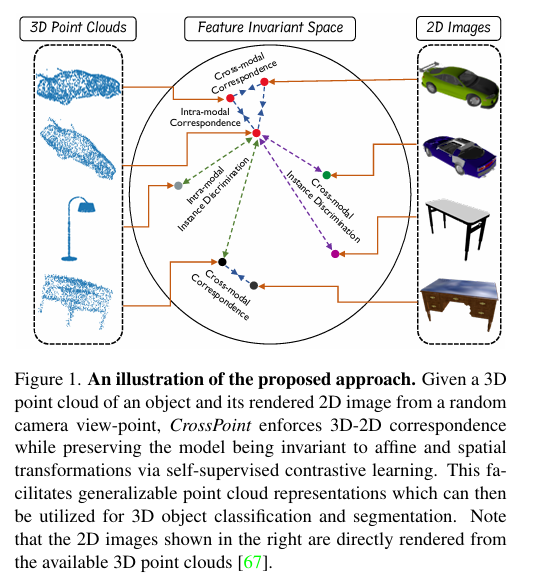 3D Point Clouds
Feature Invariant Space
2D Images
Cross-modal
Correspondence
Intra-modal
Correspondence
Intra-modal
Instance Discrimination
Cross-modal
Instance Discrimination
Cross-modal
Correspondence
Figure 1. An illustration of the proposed approach. Given a 3D
point cloud of an object and its rendered 2D image from a random
camera view-point, CrossPoint enforces 3D-2D correspondence
while preserving the model being invariant to affine and spatial
transformations via self-supervised contrastive learning. This fa-
cilitates generalizable point cloud representations which can then
be utilized for 3D object classification and segmentation. Note
that the 2D images shown in the right are directly rendered from
the available 3D point clouds [67].